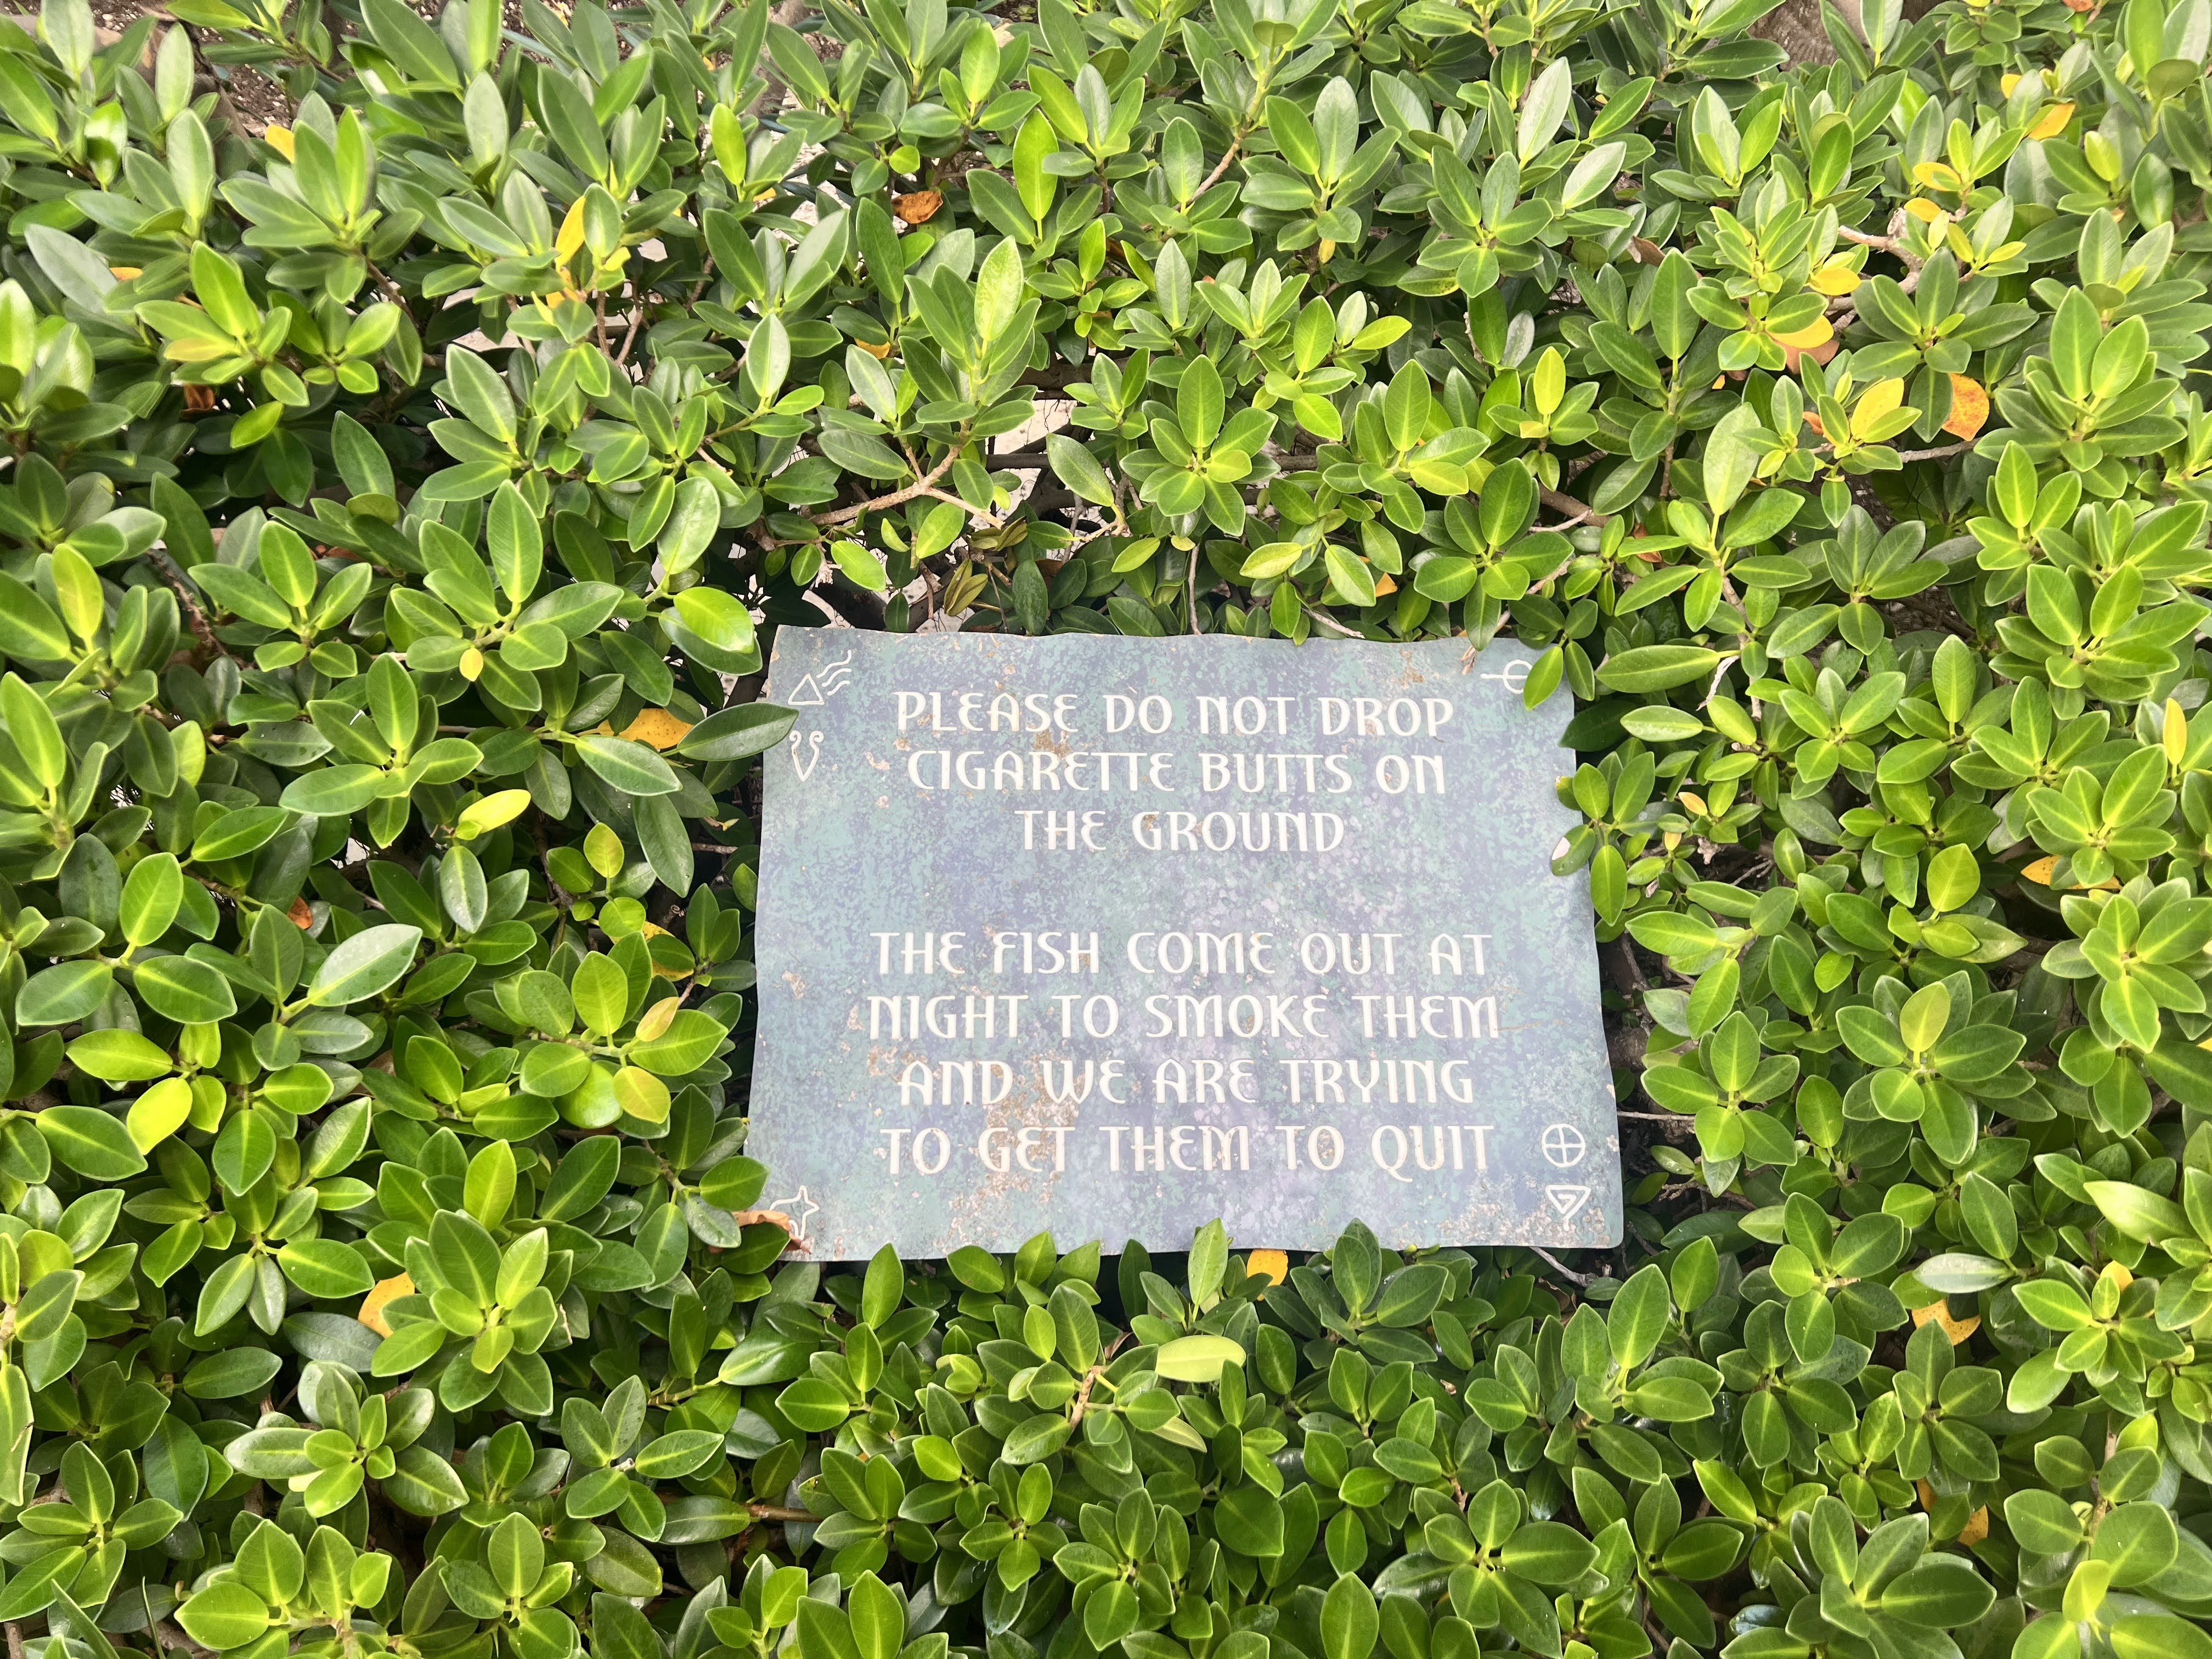 PLEASE DO NOT DROP
CIGARETTE BUTTS ON
THE GROUND
THE FISH COME OUT AT
NIGHT TO SMOKE THEM
AND WE ARE TRYING
TO GET THEM TO QUIT